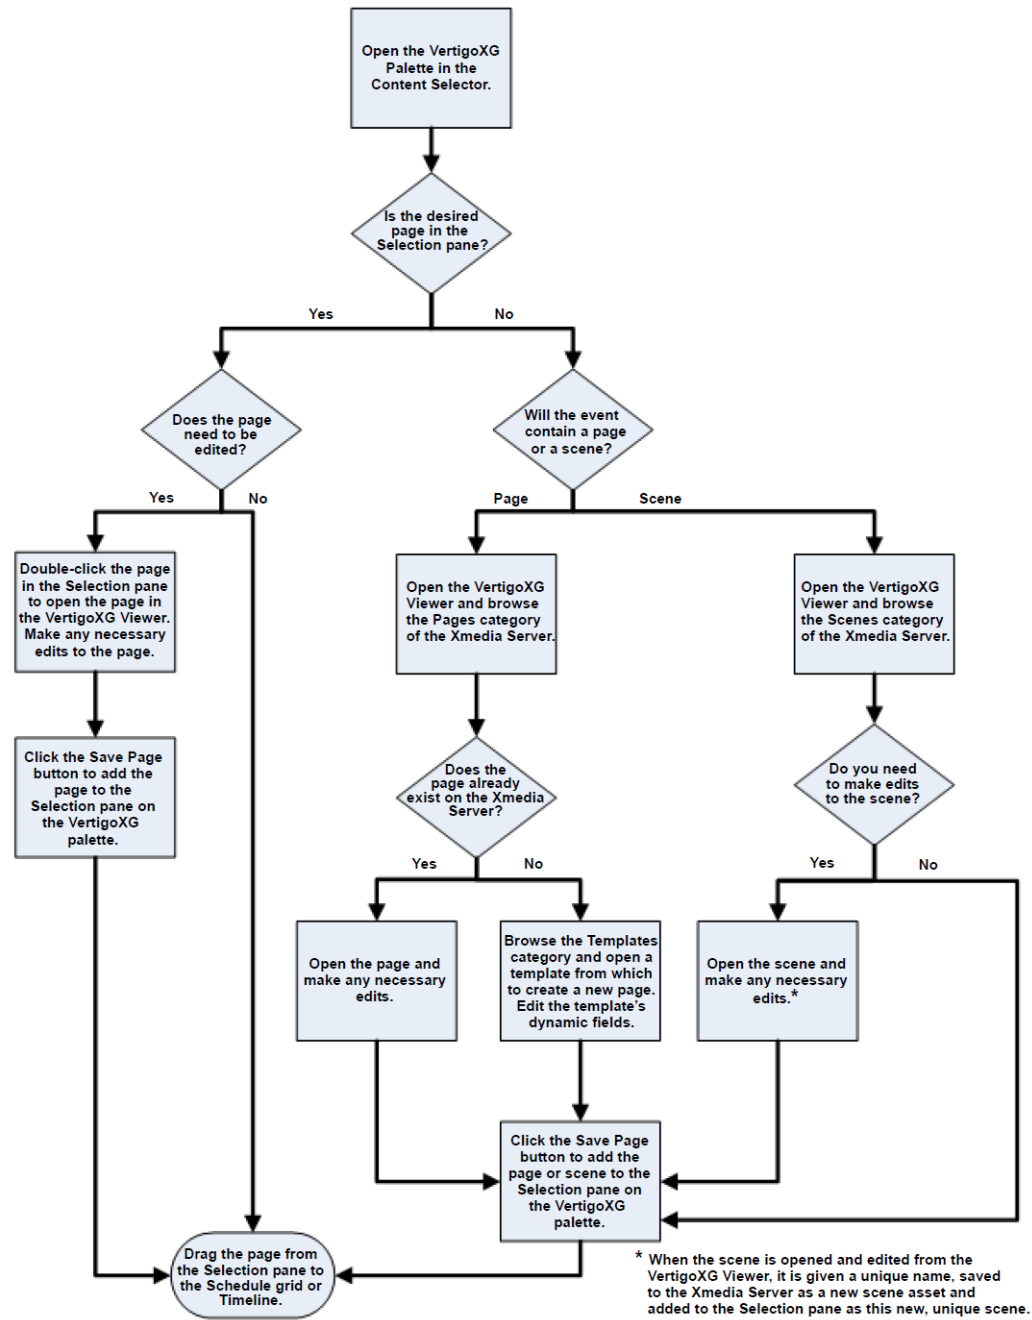 Open the VertigoXG
Palette in the
Content Selector.
Is the desired
page in the
Selection pane?
Yes
No
Does the page
need to be
edited?
Will the event
contain a page
or a scene?
Yes
No
Page
Scene
Double-click the page
in the Selection pane
to open the page in
the VertigoXG Viewer.
Make any necessary
edits to the page.
Open the VertigoXG
Viewer and browse
the Pages category
of the Xmedia Server.
Open the VertigoXG
Viewer and browse
the Scenes category
of the Xmedia Server.
Click the Save Page
button to add the
page to the
Selection pane on
the VertigoXG
palette.
Does the
page already
exist on the Xmedia
Server?
Do you need
to make edits
to the scene?
Yes
No
Yes
No
Open the page and
make any necessary
edits.
Browse the Templates
category and open a
template from which
to create a new page.
Edit the template's
dynamic fields.
Open the scene and
make any necessary
edits.*
Click the Save Page
button to add the
page or scene to the
Selection pane on
the VertigoXG
palette.
Drag the page from
the Selection pane to
the Schedule grid or
Timeline.
* When the scene is opened and edited from the
VertigoXG Viewer, it is given a unique name, saved
to the Xmedia Server as a new scene asset and
added to the Selection pane as this new, unique scene.